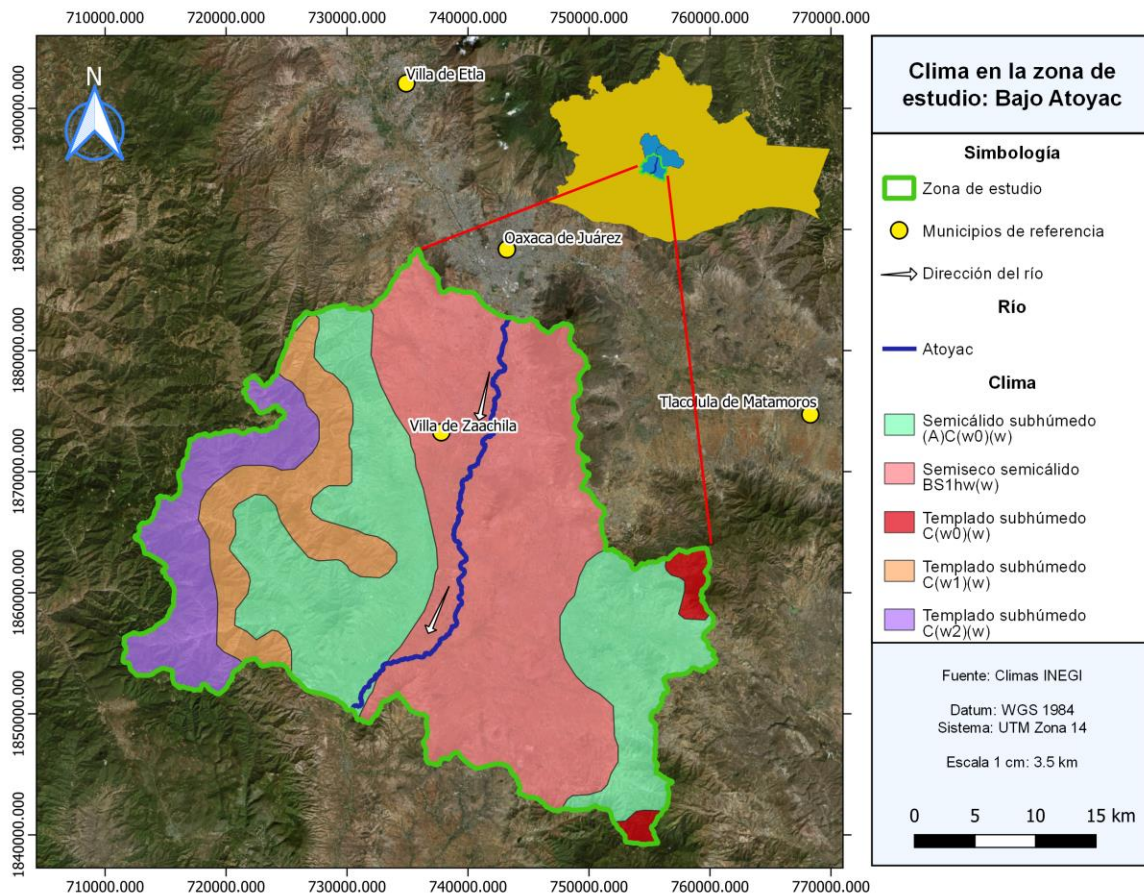 710000.000 720000.000 730000.000 740000.000 750000.000 760000.000 770000.000
1900000.000
1890000.000
1880000.000
1870000.000
1860000.000
1850000.000
1840000.000
N
Villa de Etla
Oaxaca de Juárez
Tlacolula de Matamoros
Villa de Zaachila
710000.000 720000.000 730000.000 740000.000 750000.000 760000.000 770000.000
Clima en la zona de
estudio: Bajo Atoyac
Simbología
Zona de estudio
Municipios de referencia
Dirección del río
Río
Atoyac
Clima
Semicálido subhúmedo
(A)C(w0)(w)
Semiseco semicálido
BS1hw(w)
Templado subhúmedo
C(w0)(w)
Templado subhúmedo
C(w1)(w)
Templado subhúmedo
C(w2)(w)
Fuente: Climas INEGI
Datum: WGS 1984
Sistema: UTM Zona 14
Escala 1 cm: 3.5 km
0 5 10 15 km